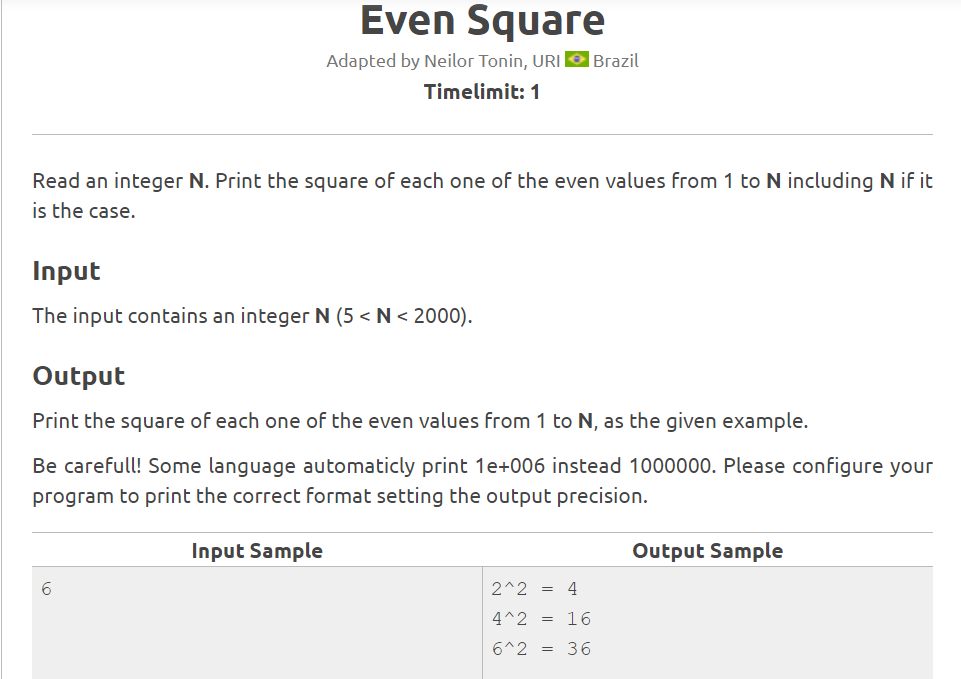 Even Square
Adapted by Neilor Tonin, URI Brazil
Timelimit: 1
Read an integer N. Print the square of each one of the even values from 1 to N including N if it
is the case.
Input
The input contains an integer N (5 < N < 2000).
Output
Print the square of each one of the even values from 1 to N, as the given example.
Be carefull! Some language automaticly print 1e+006 instead 1000000. Please configure your
program to print the correct format setting the output precision.
Input Sample Output Sample
6 2^2 = 4
4^2 = 16
6^2 = 36